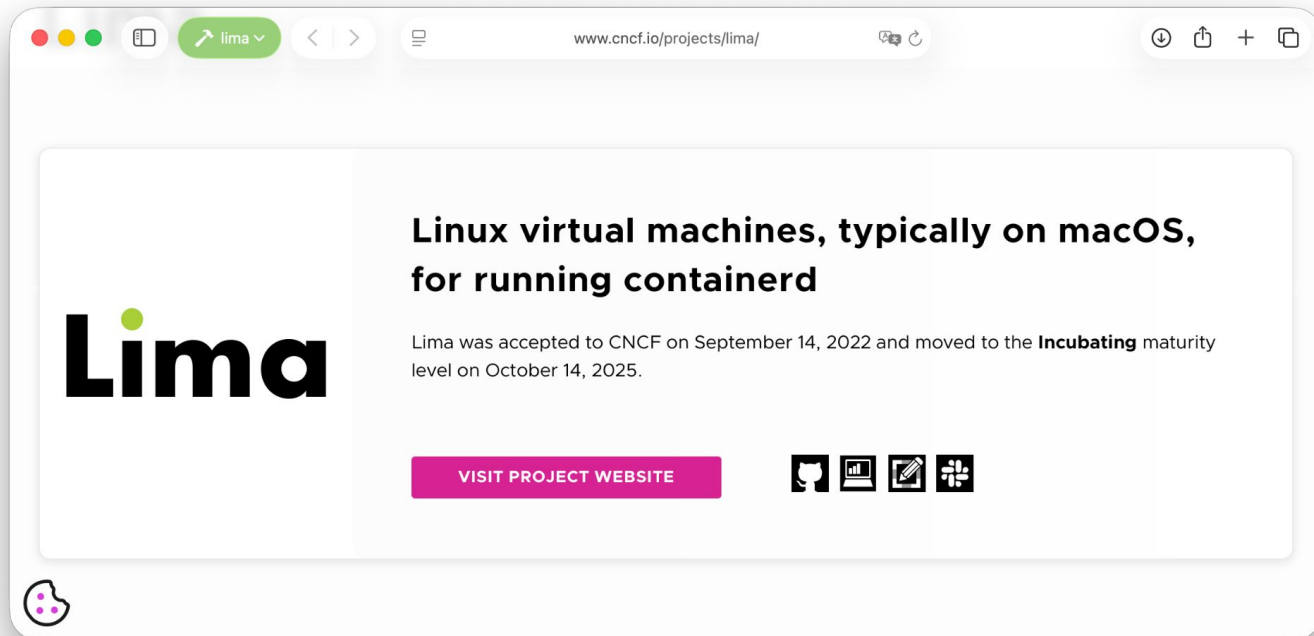 lima
www.cncf.io/projects/lima/
Lima
Linux virtual machines, typically on macOS,
for running containerd
Lima was accepted to CNCF on September 14, 2022 and moved to the Incubating maturity
level on October 14, 2025.
VISIT PROJECT WEBSITE